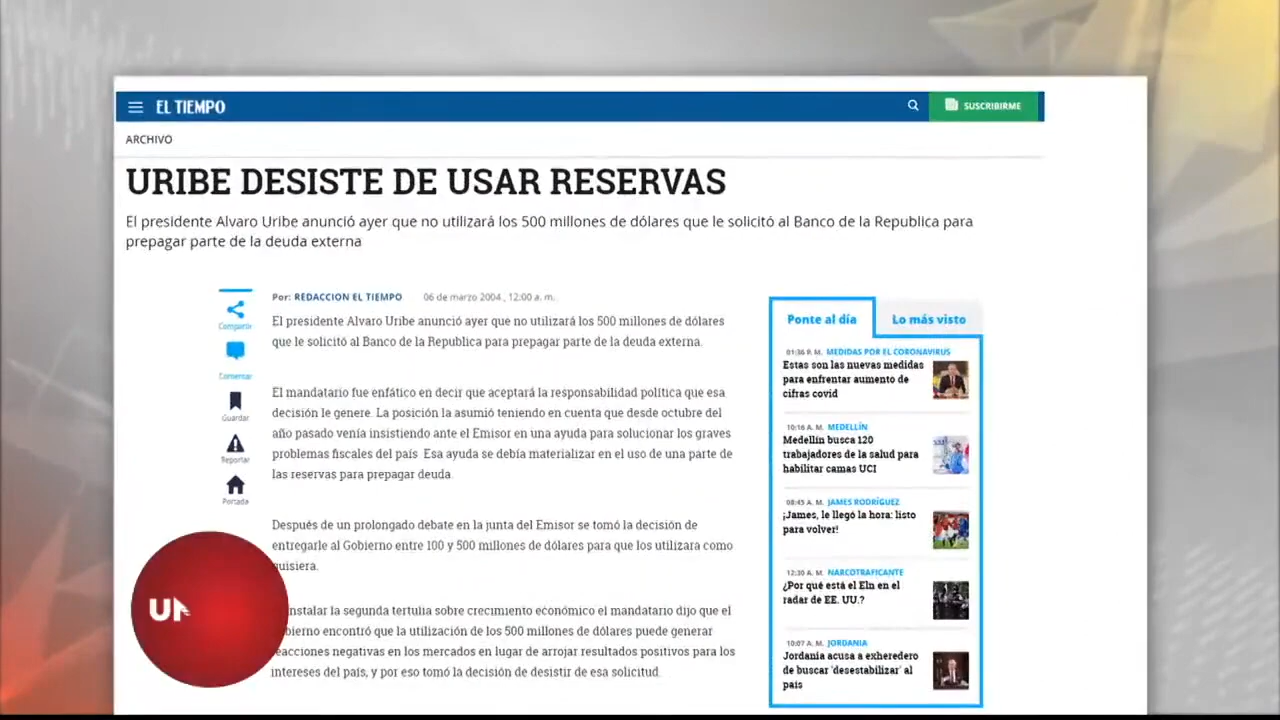 EL TIEMPO
SUSCRIBIRME
ARCHIVO
URIBE DESISTE DE USAR RESERVAS
El presidente Alvaro Uribe anunció ayer que no utilizará los 500 millones de dólares que le solicitó al Banco de la Republica para
prepagar parte de la deuda externa
Compartir
Comentar
Guardar
Reportar
Portada
Por: REDACCION EL TIEMPO 06 de marzo 2004 , 12:00 a. m.
El presidente Alvaro Uribe anunció ayer que no utilizará los 500 millones de dólares
que le solicitó al Banco de la Republica para prepagar parte de la deuda externa.
El mandatario fue enfático en decir que aceptará la responsabilidad política que esa
decisión le genere. La posición la asumió teniendo en cuenta que desde octubre del
año pasado venía insistiendo ante el Emisor en una ayuda para solucionar los graves
problemas fiscales del país. Esa ayuda se debía materializar en el uso de una parte de
las reservas para prepagar deuda.
Después de un prolongado debate en la junta del Emisor se tomó la decisión de
entregarle al Gobierno entre 100 y 500 millones de dólares para que los utilizara como
quisiera.
instalar la segunda tertulia sobre crecimiento económico el mandatario dijo que el
obierno encontró que la utilización de los 500 millones de dólares puede generar
reacciones negativas en los mercados en lugar de arrojar resultados positivos para los
intereses del país, y por eso tomó la decisión de desistir de esa solicitud.
Ponte al día
Lo más visto
01:36 P. M. MEDIDAS POR EL CORONAVIRUS
Estas son las nuevas medidas
para enfrentar aumento de
cifras covid
10:16 A. M. MEDELLÍN
Medellín busca 120
trabajadores de la salud para
habilitar camas UCI
08:45 A. M. JAMES RODRÍGUEZ
¡James, le llegó la hora: listo
para volver!
12:30 A. M. NARCOTRAFICANTE
¿Por qué está el Eln en el
radar de EE. UU.?
10:07 A. M. JORDANIA
Jordania acusa a exheredero
de buscar 'desestabilizar' al
país